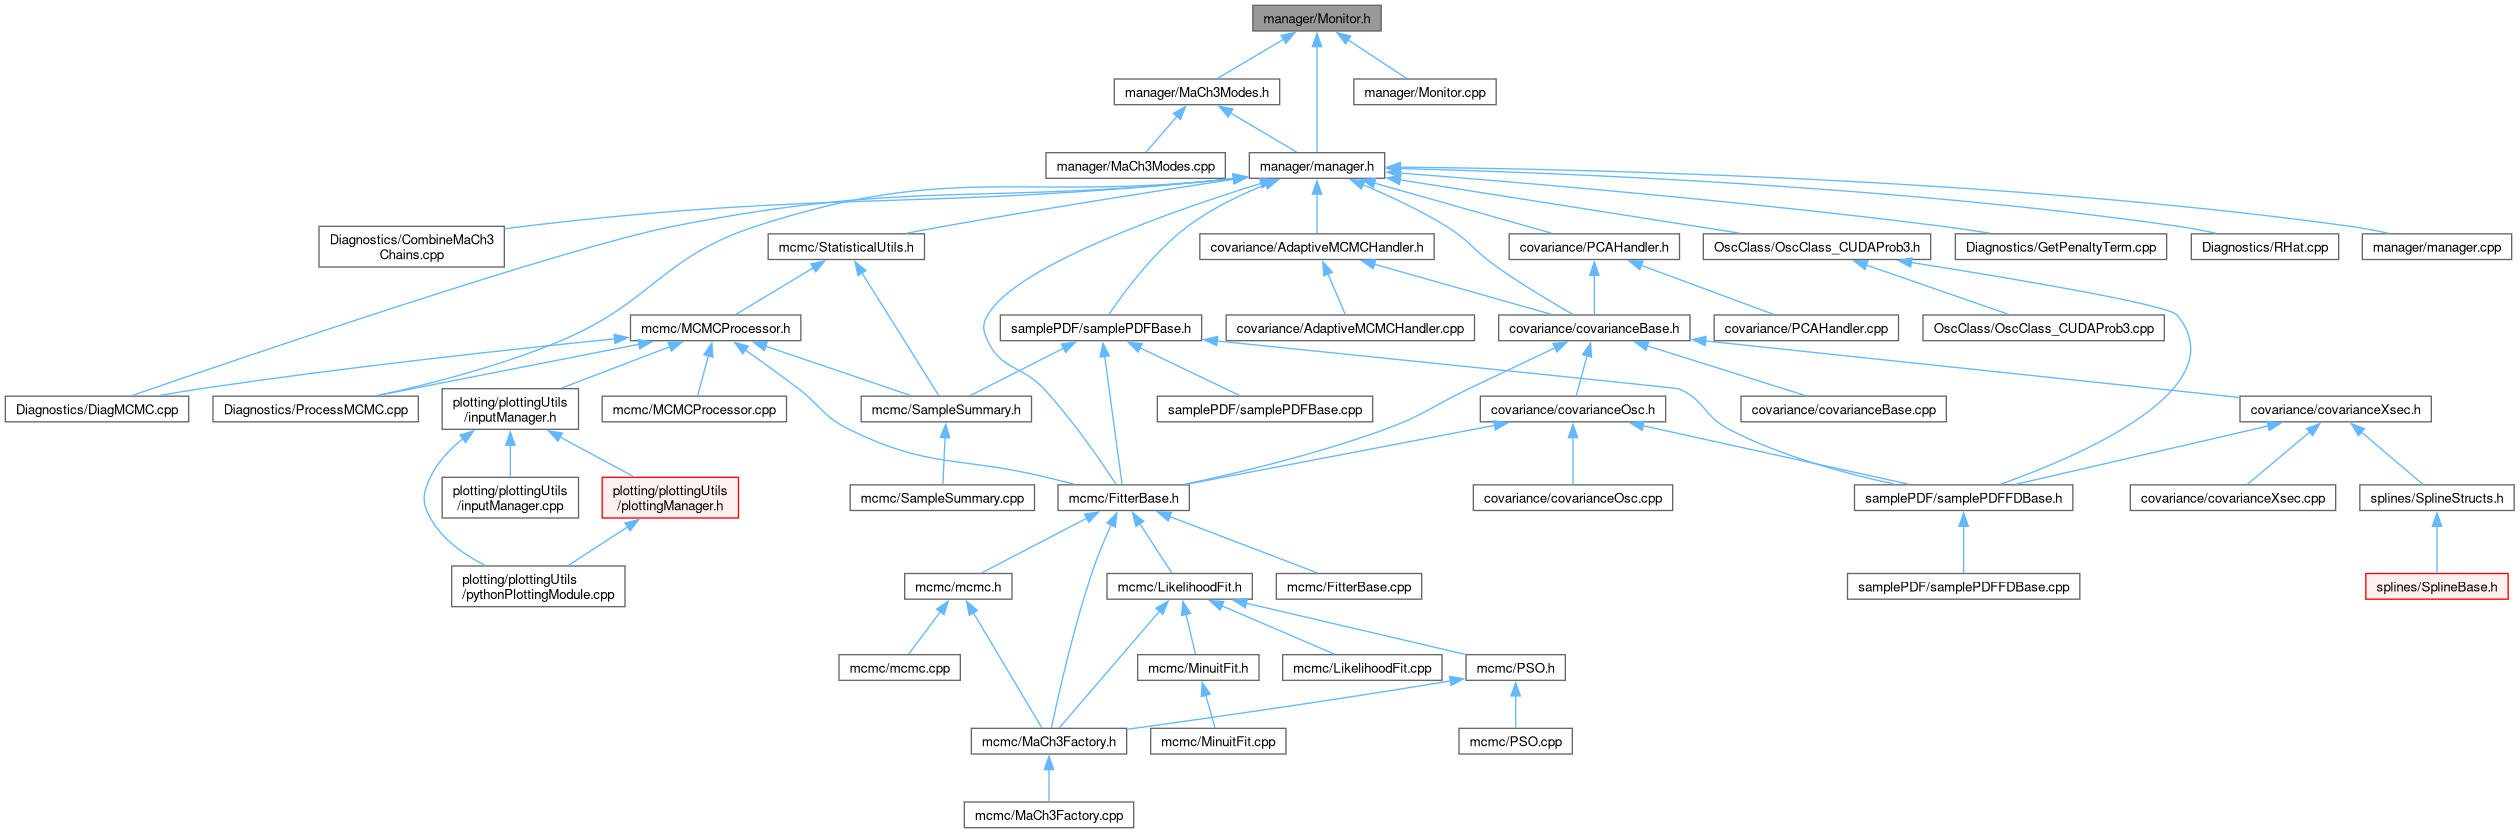 manager/Monitor.h
manager/MaCh3Modes.h
manager/Monitor.cpp
manager/MaCh3Modes.cpp
manager/manager.h
Diagnostics/CombineMaCh3
Chains.cpp
mcmc/StatisticalUtils.h
covariance/AdaptiveMCMCHandler.h
covariance/PCAHandler.h
OscClass/OscClass_CUDAProb3.h
Diagnostics/GetPenaltyTerm.cpp
Diagnostics/RHat.cpp
manager/manager.cpp
mcmc/MCMCProcessor.h
samplePDF/samplePDFBase.h
covariance/AdaptiveMCMCHandler.cpp
covariance/covarianceBase.h
covariance/PCAHandler.cpp
OscClass/OscClass_CUDAProb3.cpp
Diagnostics/DiagMCMC.cpp
Diagnostics/ProcessMCMC.cpp
plotting/plottingUtils
/inputManager.h
mcmc/MCMCProcessor.cpp
mcmc/SampleSummary.h
samplePDF/samplePDFBase.cpp
covariance/covarianceOsc.h
covariance/covarianceBase.cpp
covariance/covarianceXsec.h
plotting/plottingUtils
/inputManager.cpp
plotting/plottingUtils
/plottingManager.h
mcmc/SampleSummary.cpp
mcmc/FitterBase.h
covariance/covarianceOsc.cpp
samplePDF/samplePDFFDBase.h
covariance/covarianceXsec.cpp
splines/SplineStructs.h
plotting/plottingUtils
/pythonPlottingModule.cpp
mcmc/mcmc.h
mcmc/LikelihoodFit.h
mcmc/FitterBase.cpp
samplePDF/samplePDFFDBase.cpp
splines/SplineBase.h
mcmc/mcmc.cpp
mcmc/MinuitFit.h
mcmc/LikelihoodFit.cpp
mcmc/PSO.h
mcmc/MaCh3Factory.h
mcmc/MinuitFit.cpp
mcmc/PSO.cpp
mcmc/MaCh3Factory.cpp